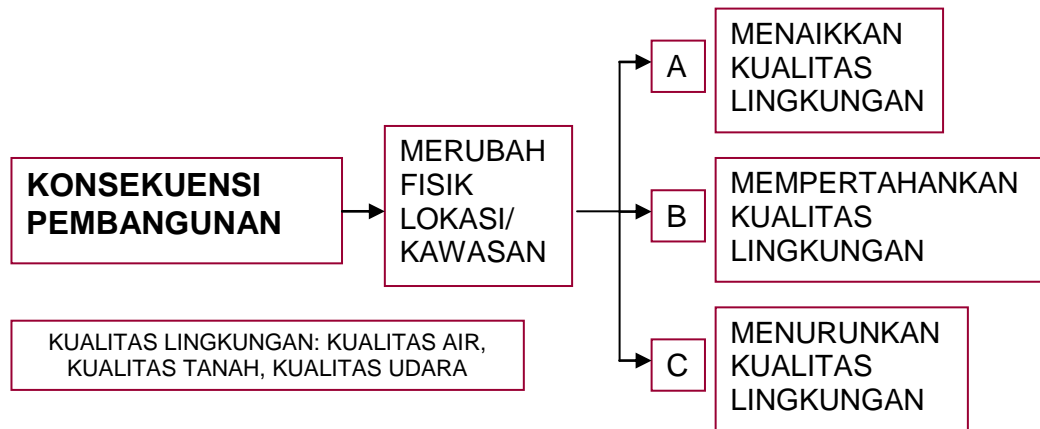 KONSEKUENSI
PEMBANGUNAN
MERUBAH
FISIK
LOKASI/
KAWASAN
A
MENAIKKAN
KUALITAS
LINGKUNGAN
B
MEMPERTAHANKAN
KUALITAS
LINGKUNGAN
C
MENURUNKAN
KUALITAS
LINGKUNGAN
KUALITAS LINGKUNGAN: KUALITAS AIR,
KUALITAS TANAH, KUALITAS UDARA